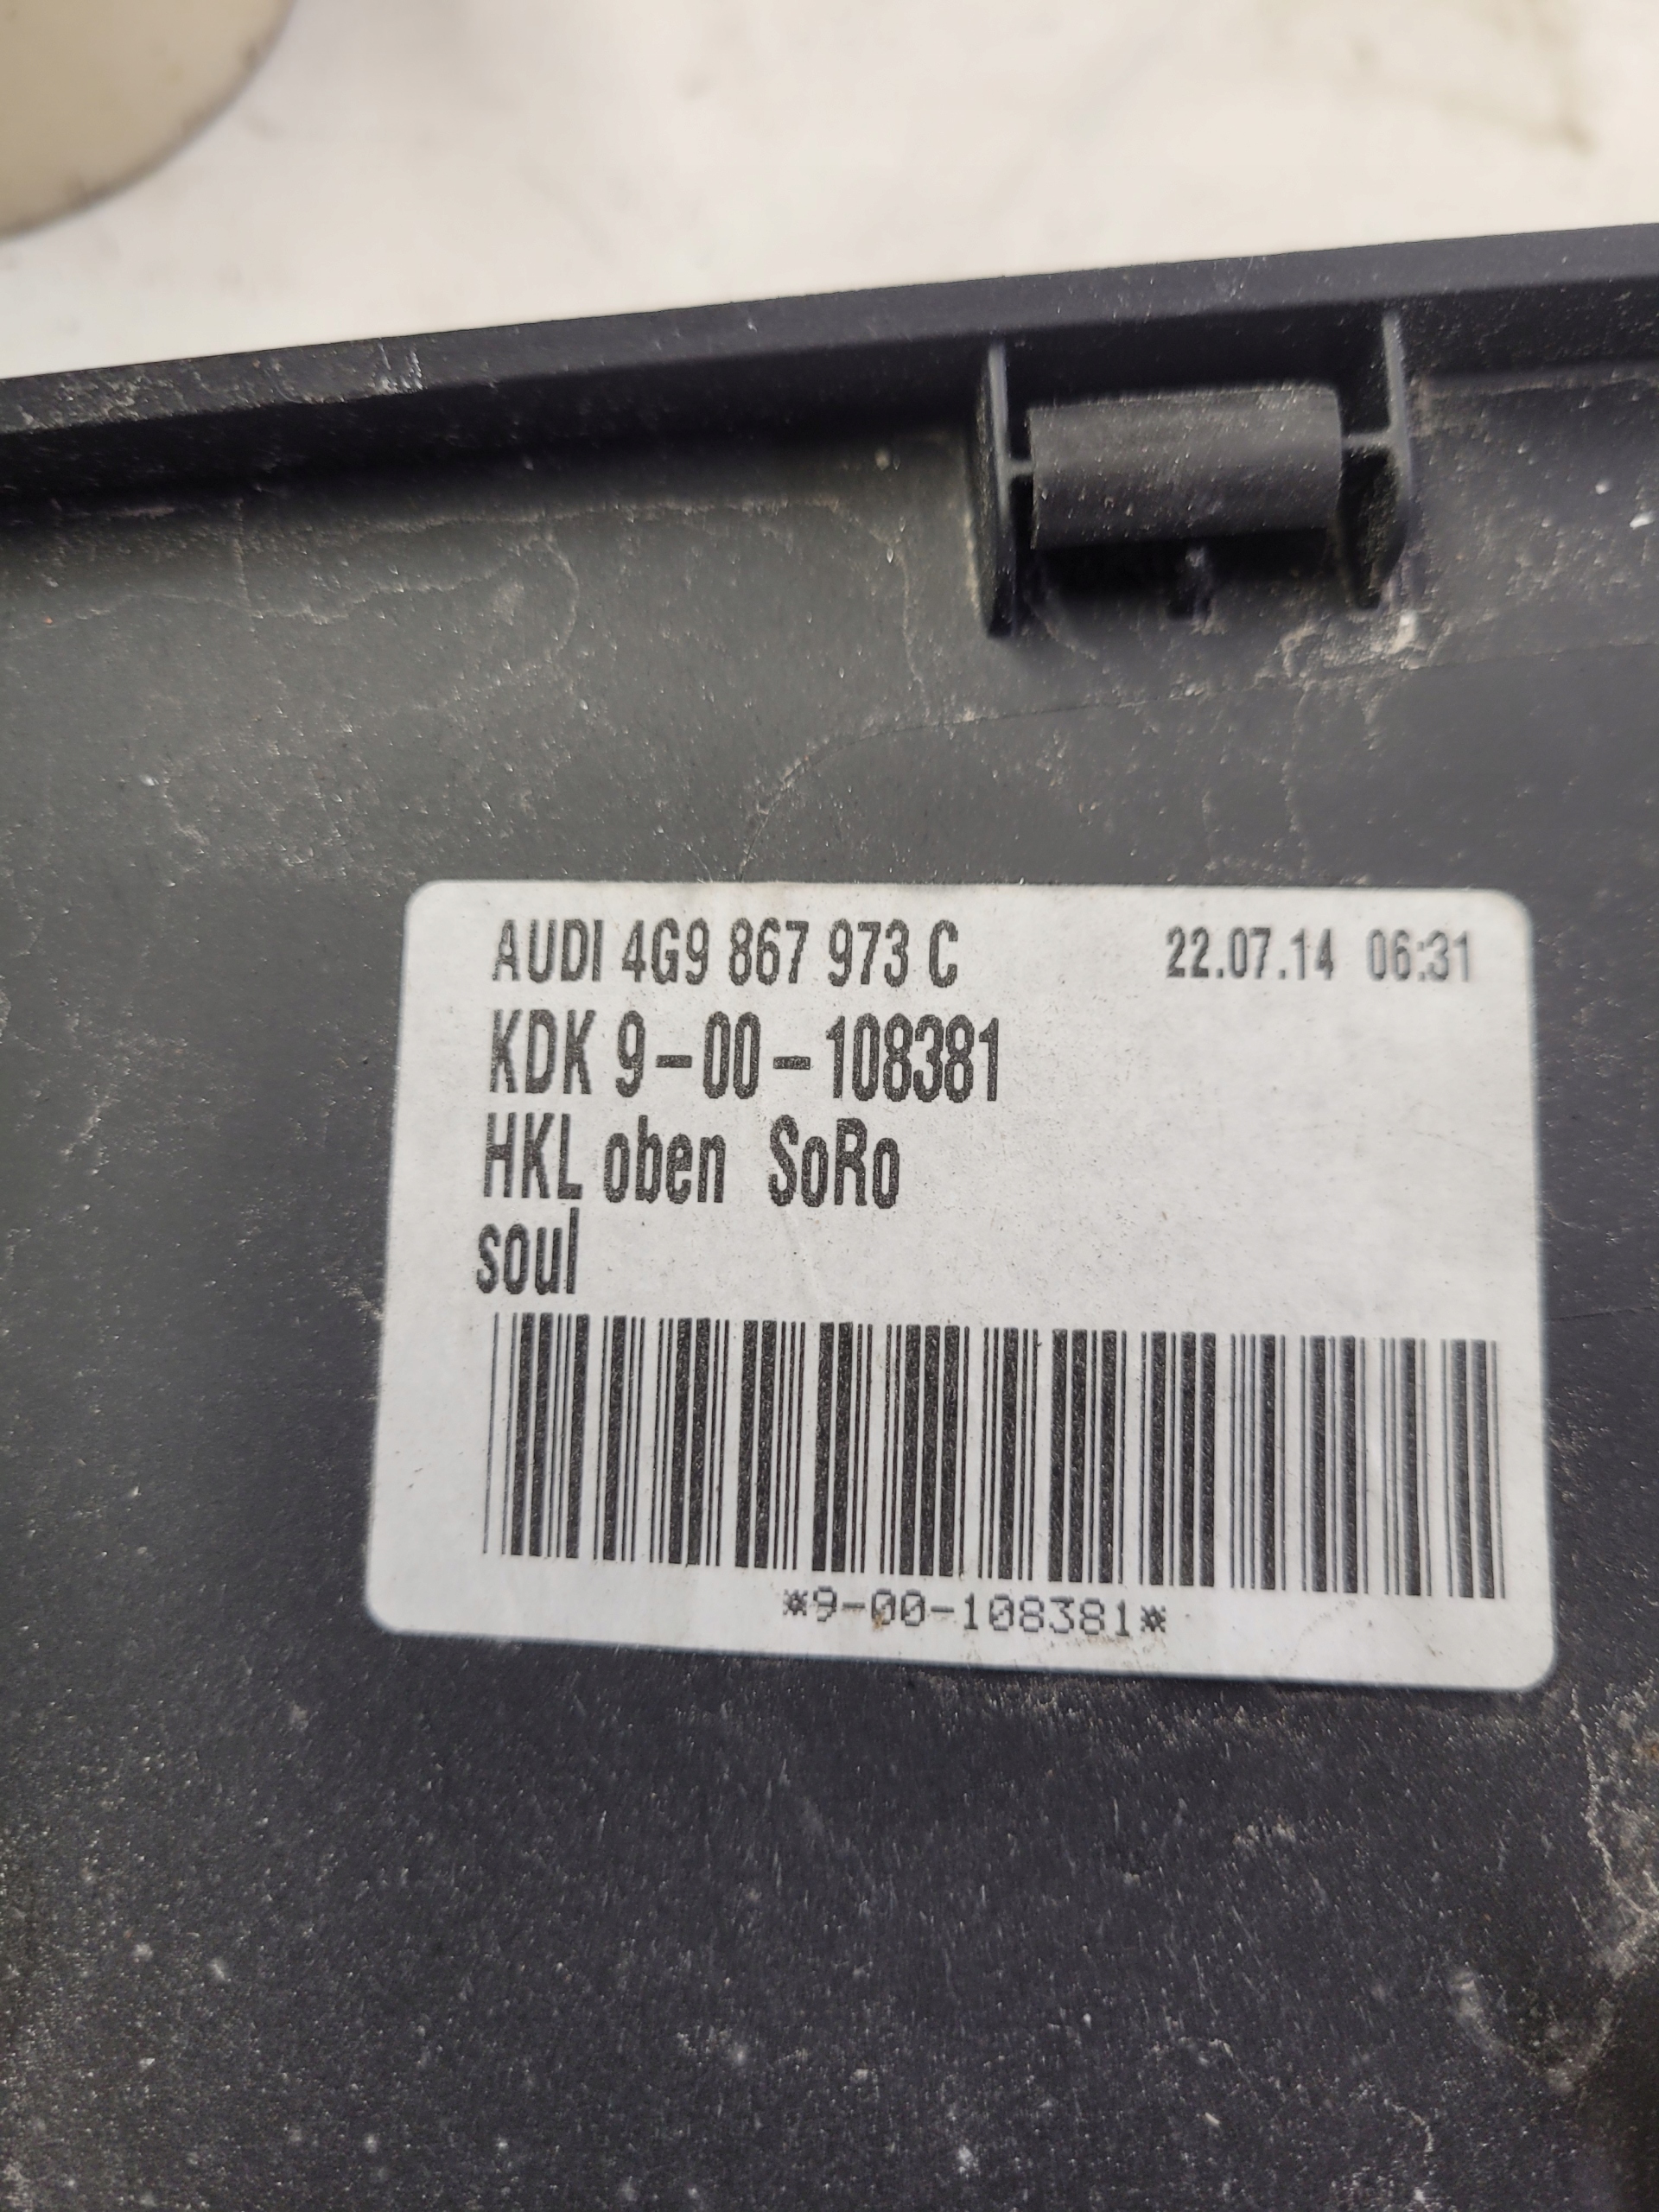 AUDI 4G9 867 973 C 22.07.14 06:31
KDK 9-00-108381
HKL oben SoRo
soul
*9-00-108381*